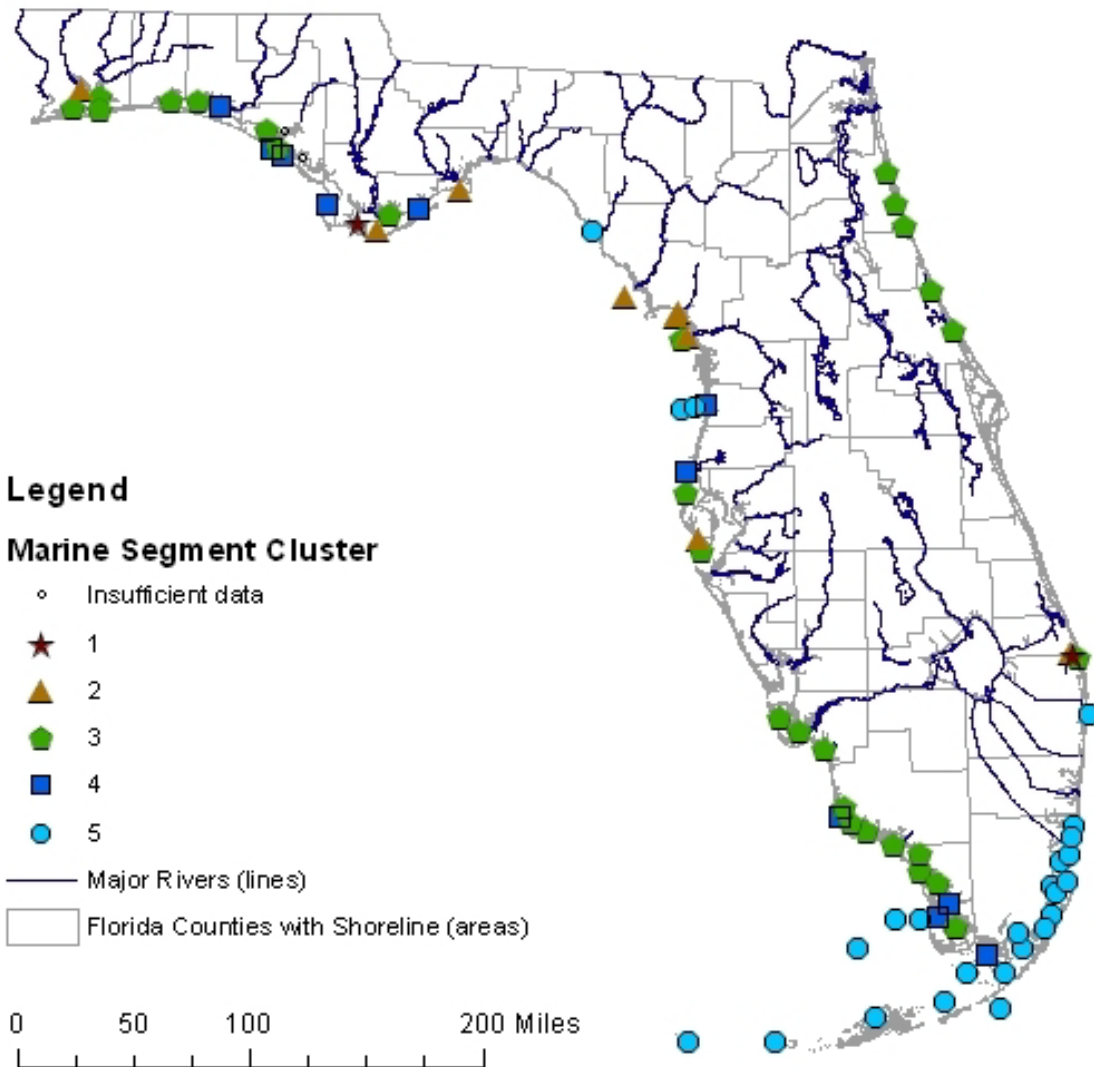 Legend
Marine Segment Cluster
Insufficient data
1
2
3
4
5
Major Rivers (lines)
Florida Counties with Shoreline (areas)
0 50 100 200 Miles